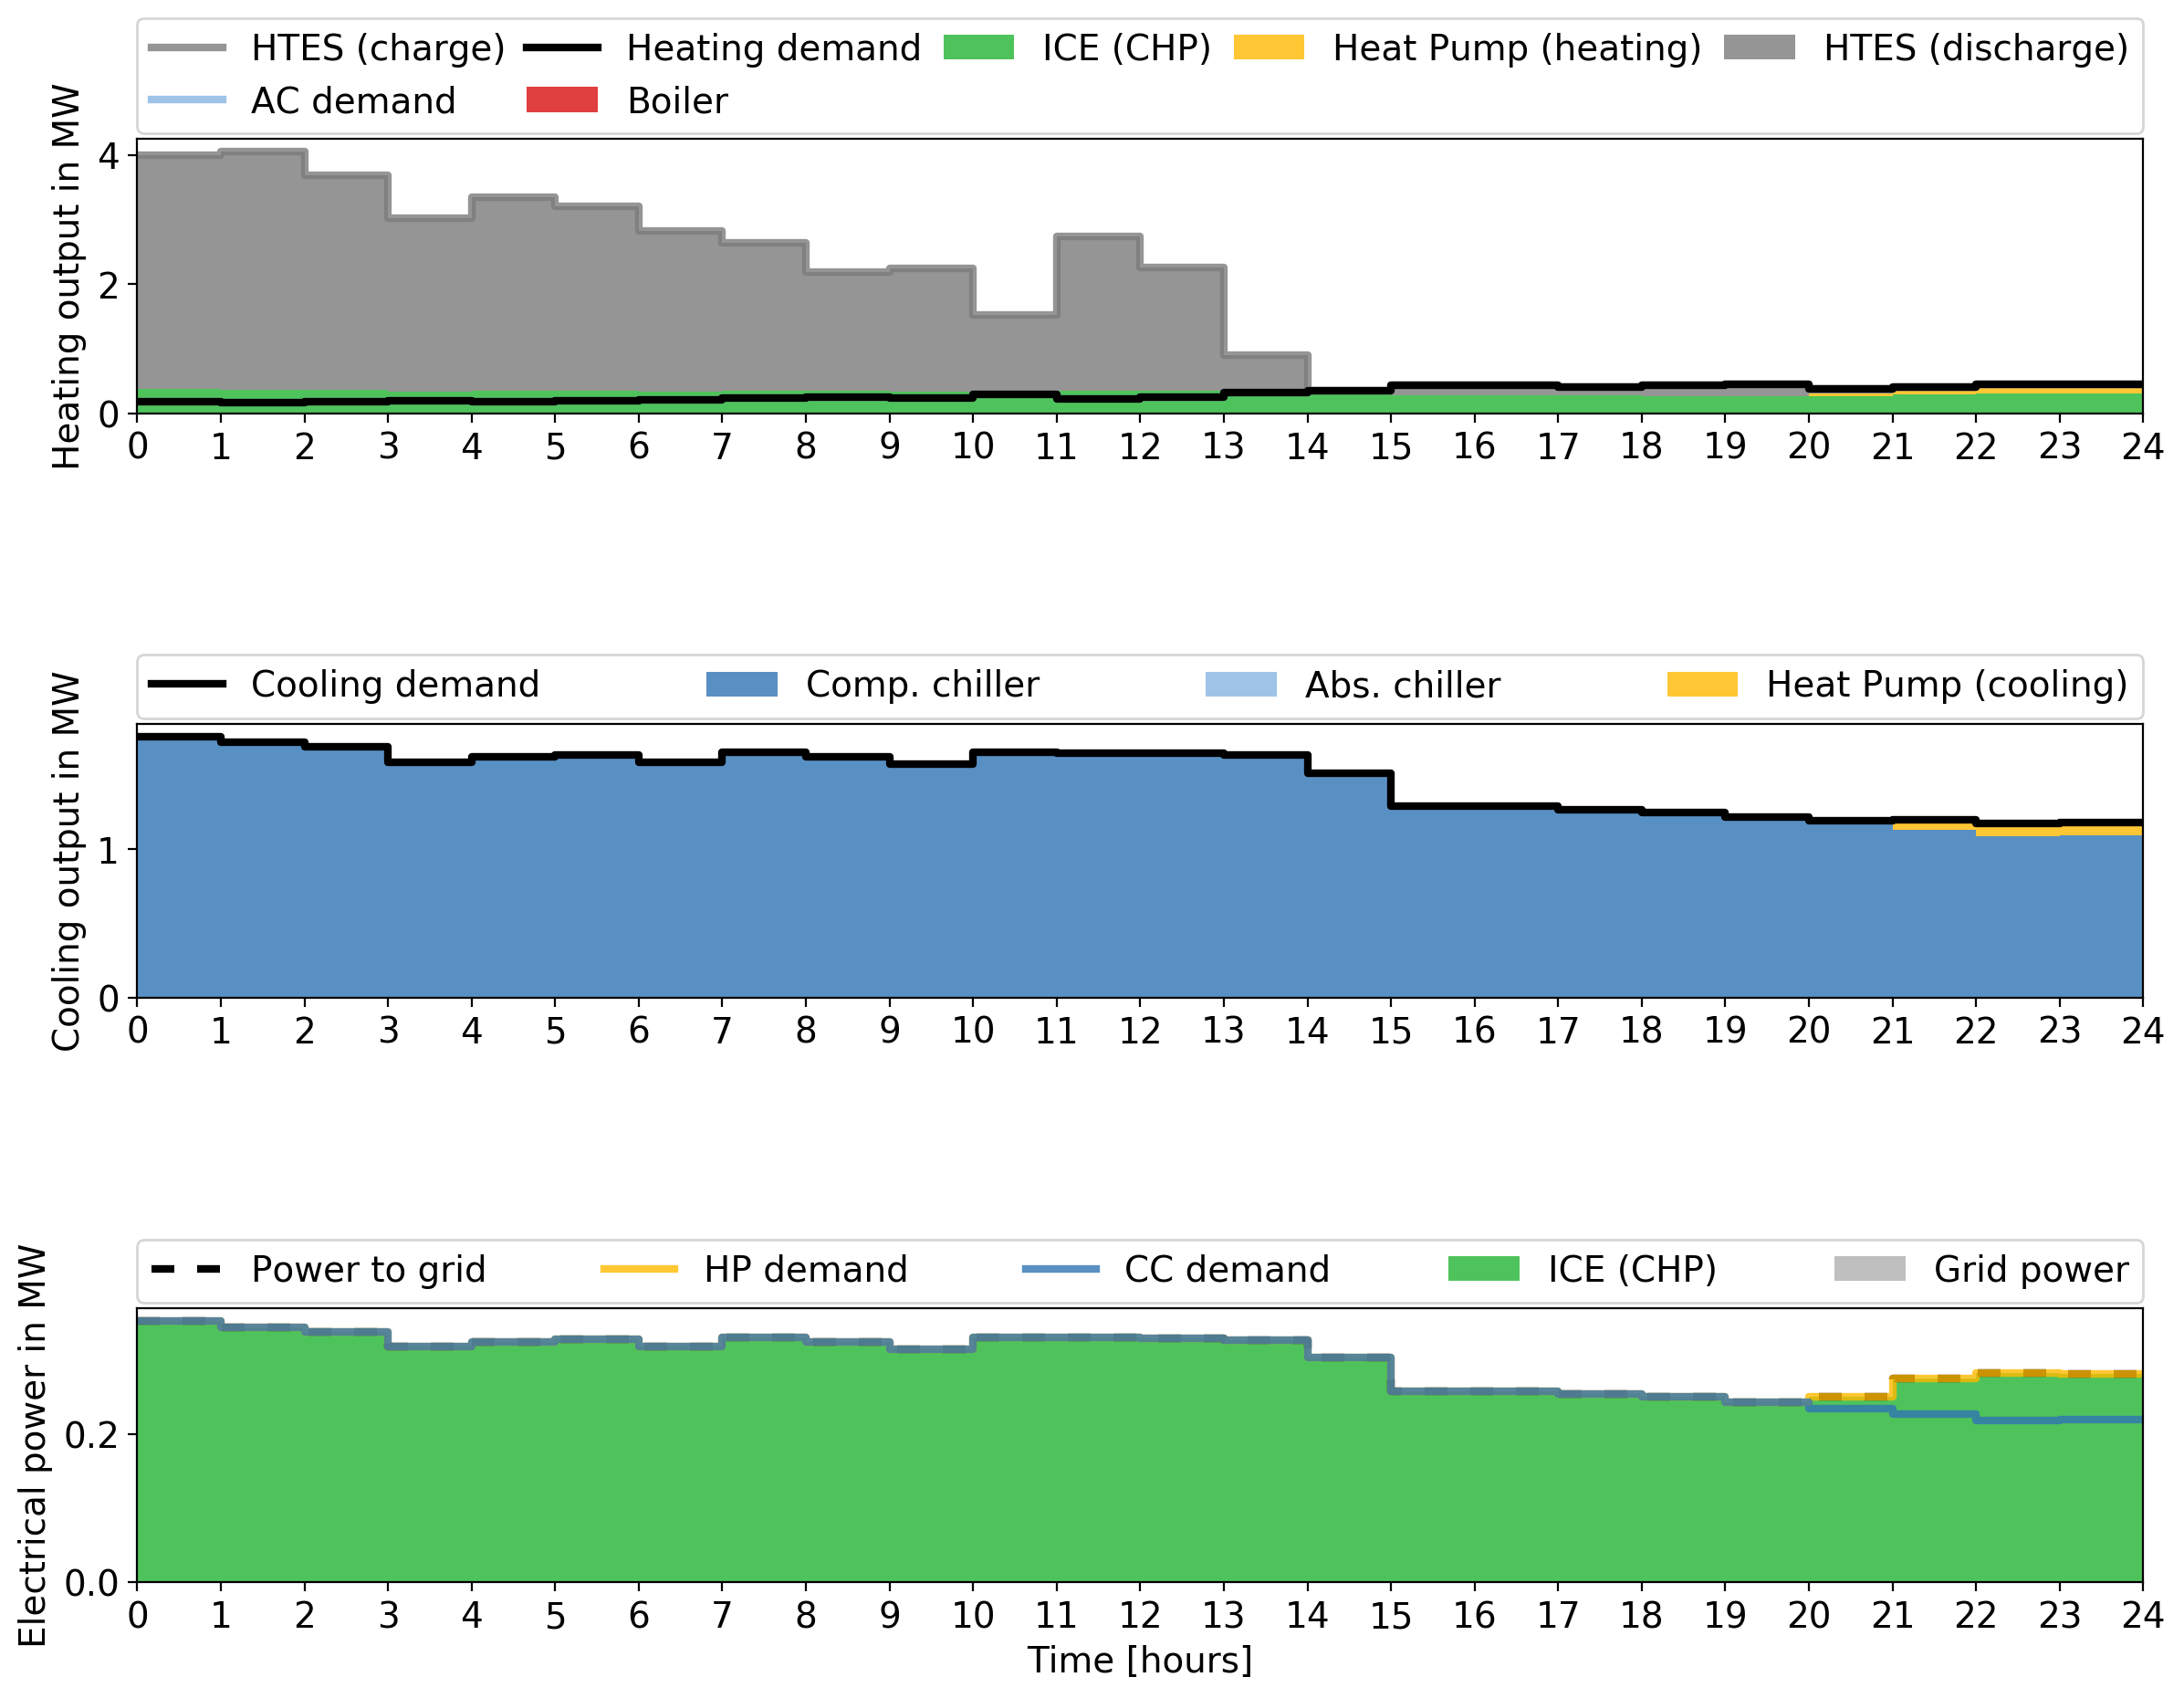 HTES (charge) Heating demand ICE (CHP) Heat Pump (heating) HTES (discharge)
AC demand Boiler
Heating output in MW
4
2
0
0 1 2 3 4 5 6 7 8 9 10 11 12 13 14 15 16 17 18 19 20 21 22 23 24
Cooling demand Comp. chiller Abs. chiller Heat Pump (cooling)
Cooling output in MW
1
0
0 1 2 3 4 5 6 7 8 9 10 11 12 13 14 15 16 17 18 19 20 21 22 23 24
Power to grid HP demand CC demand ICE (CHP) Grid power
Electrical power in MW
0.2
0.0
0 1 2 3 4 5 6 7 8 9 10 11 12 13 14 15 16 17 18 19 20 21 22 23 24
Time [hours]